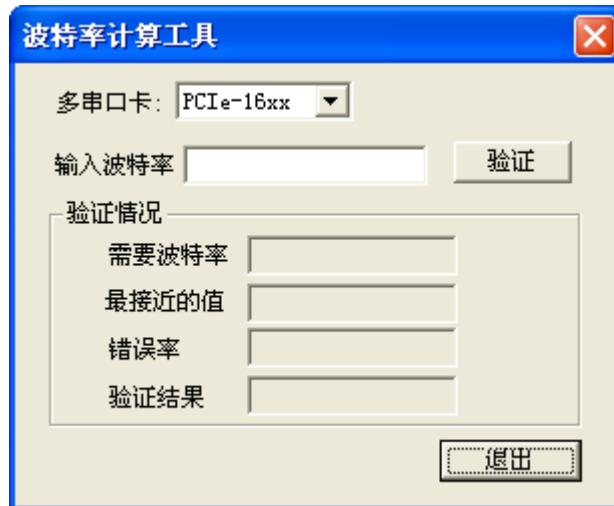 波特率计算工具
多串口卡: PCIe-16xx
输入波特率 验证
验证情况
需要波特率
最接近的值
错误率
验证结果
退出